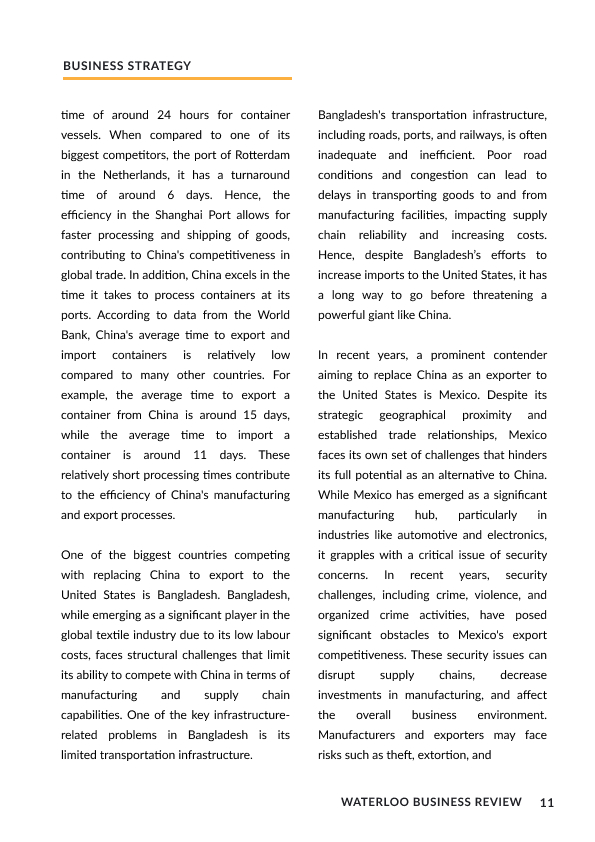 BUSINESS STRATEGY
time of around 24 hours for container
vessels. When compared to one of its
biggest competitors, the port of Rotterdam
in the Netherlands, it has a turnaround
time of around 6 days. Hence, the
efficiency in the Shanghai Port allows for
faster processing and shipping of goods,
contributing to China's competitiveness in
global trade. In addition, China excels in the
time it takes to process containers at its
ports. According to data from the World
Bank, China's average time to export and
import containers is relatively low
compared to many other countries. For
example, the average time to export a
container from China is around 15 days,
while the average time to import a
container is around 11 days. These
relatively short processing times contribute
to the efficiency of China's manufacturing
and export processes.
One of the biggest countries competing
with replacing China to export to the
United States is Bangladesh. Bangladesh,
while emerging as a significant player in the
global textile industry due to its low labour
costs, faces structural challenges that limit
its ability to compete with China in terms of
manufacturing and supply chain
capabilities. One of the key infrastructure-
related problems in Bangladesh is its
limited transportation infrastructure.
Bangladesh's transportation infrastructure,
including roads, ports, and railways, is often
inadequate and inefficient. Poor road
conditions and congestion can lead to
delays in transporting goods to and from
manufacturing facilities, impacting supply
chain reliability and increasing costs.
Hence, despite Bangladesh's efforts to
increase imports to the United States, it has
a long way to go before threatening a
powerful giant like China.
In recent years, a prominent contender
aiming to replace China as an exporter to
the United States is Mexico. Despite its
strategic geographical proximity and
established trade relationships, Mexico
faces its own set of challenges that hinders
its full potential as an alternative to China.
While Mexico has emerged as a significant
manufacturing hub, particularly in
industries like automotive and electronics,
it grapples with a critical issue of security
concerns. In recent years, security
challenges, including crime, violence, and
organized crime activities, have posed
significant obstacles to Mexico's export
competitiveness. These security issues can
disrupt supply chains, decrease
investments in manufacturing, and affect
the overall business environment.
Manufacturers and exporters may face
risks such as theft, extortion, and
WATERLOO BUSINESS REVIEW 11